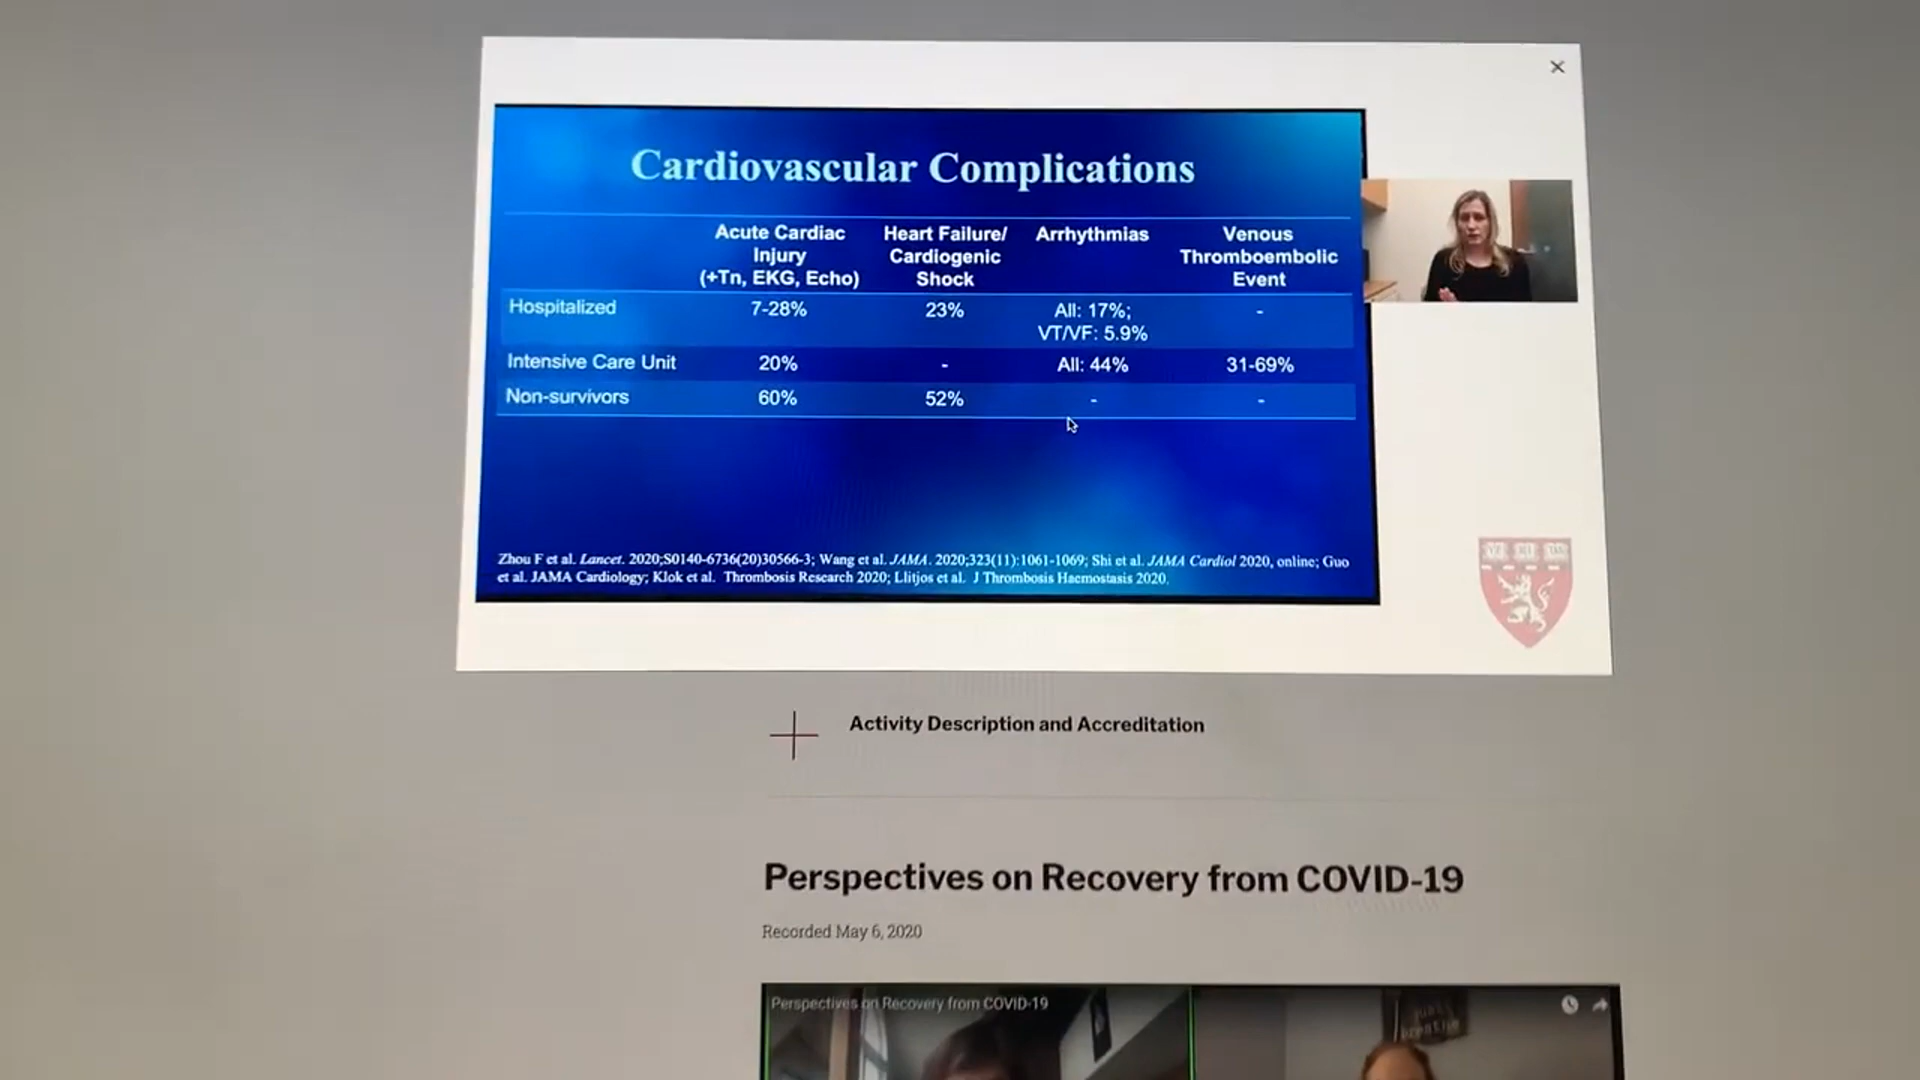 ×
Cardiovascular Complications
Acute Cardiac
Injury
(+Tn, EKG, Echo)
Heart Failure/
Cardiogenic
Shock
Arrhythmias
Venous
Thromboembolic
Event
Hospitalized
7-28%
23%
All: 17%;
VT/VF: 5.9%
-
Intensive Care Unit
20%
-
All: 44%
31-69%
Non-survivors
60%
52%
-
-
Zhou F et al. Lancet. 2020;S0140-6736(20)30566-3; Wang et al. JAMA. 2020;323(11):1061-1069; Shi et al. JAMA Cardiol 2020, online; Guo
et al. JAMA Cardiology; Klok et al. Thrombosis Research 2020; Llitjos et al. J Thrombosis Haemostasis 2020.
VE RI TAS
Activity Description and Accreditation
Perspectives on Recovery from COVID-19
Recorded May 6, 2020
Perspectives on Recovery from COVID-19
just
breathe